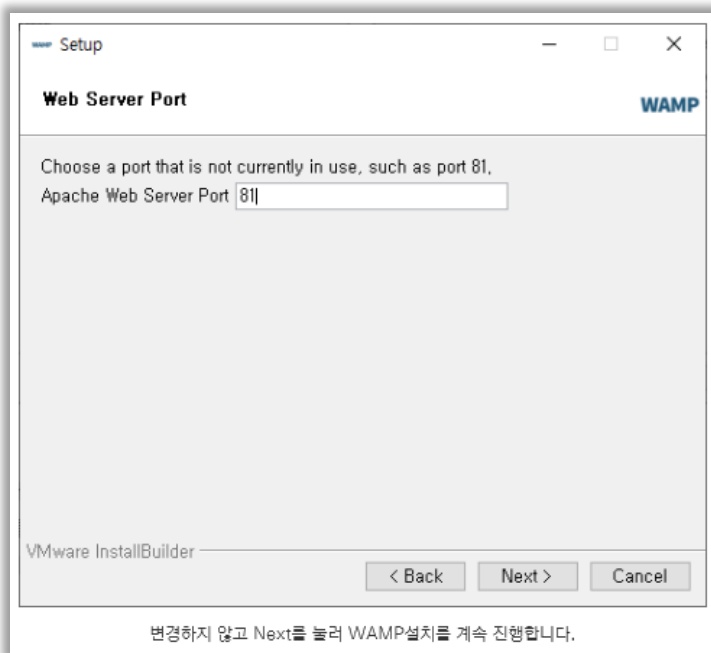 WAMP Setup
Web Server Port
WAMP
Choose a port that is not currently in use, such as port 81,
Apache Web Server Port 81
VMware InstallBuilder
< Back Next > Cancel
변경하지 않고 Next를 눌러 WAMP설치를 계속 진행합니다.